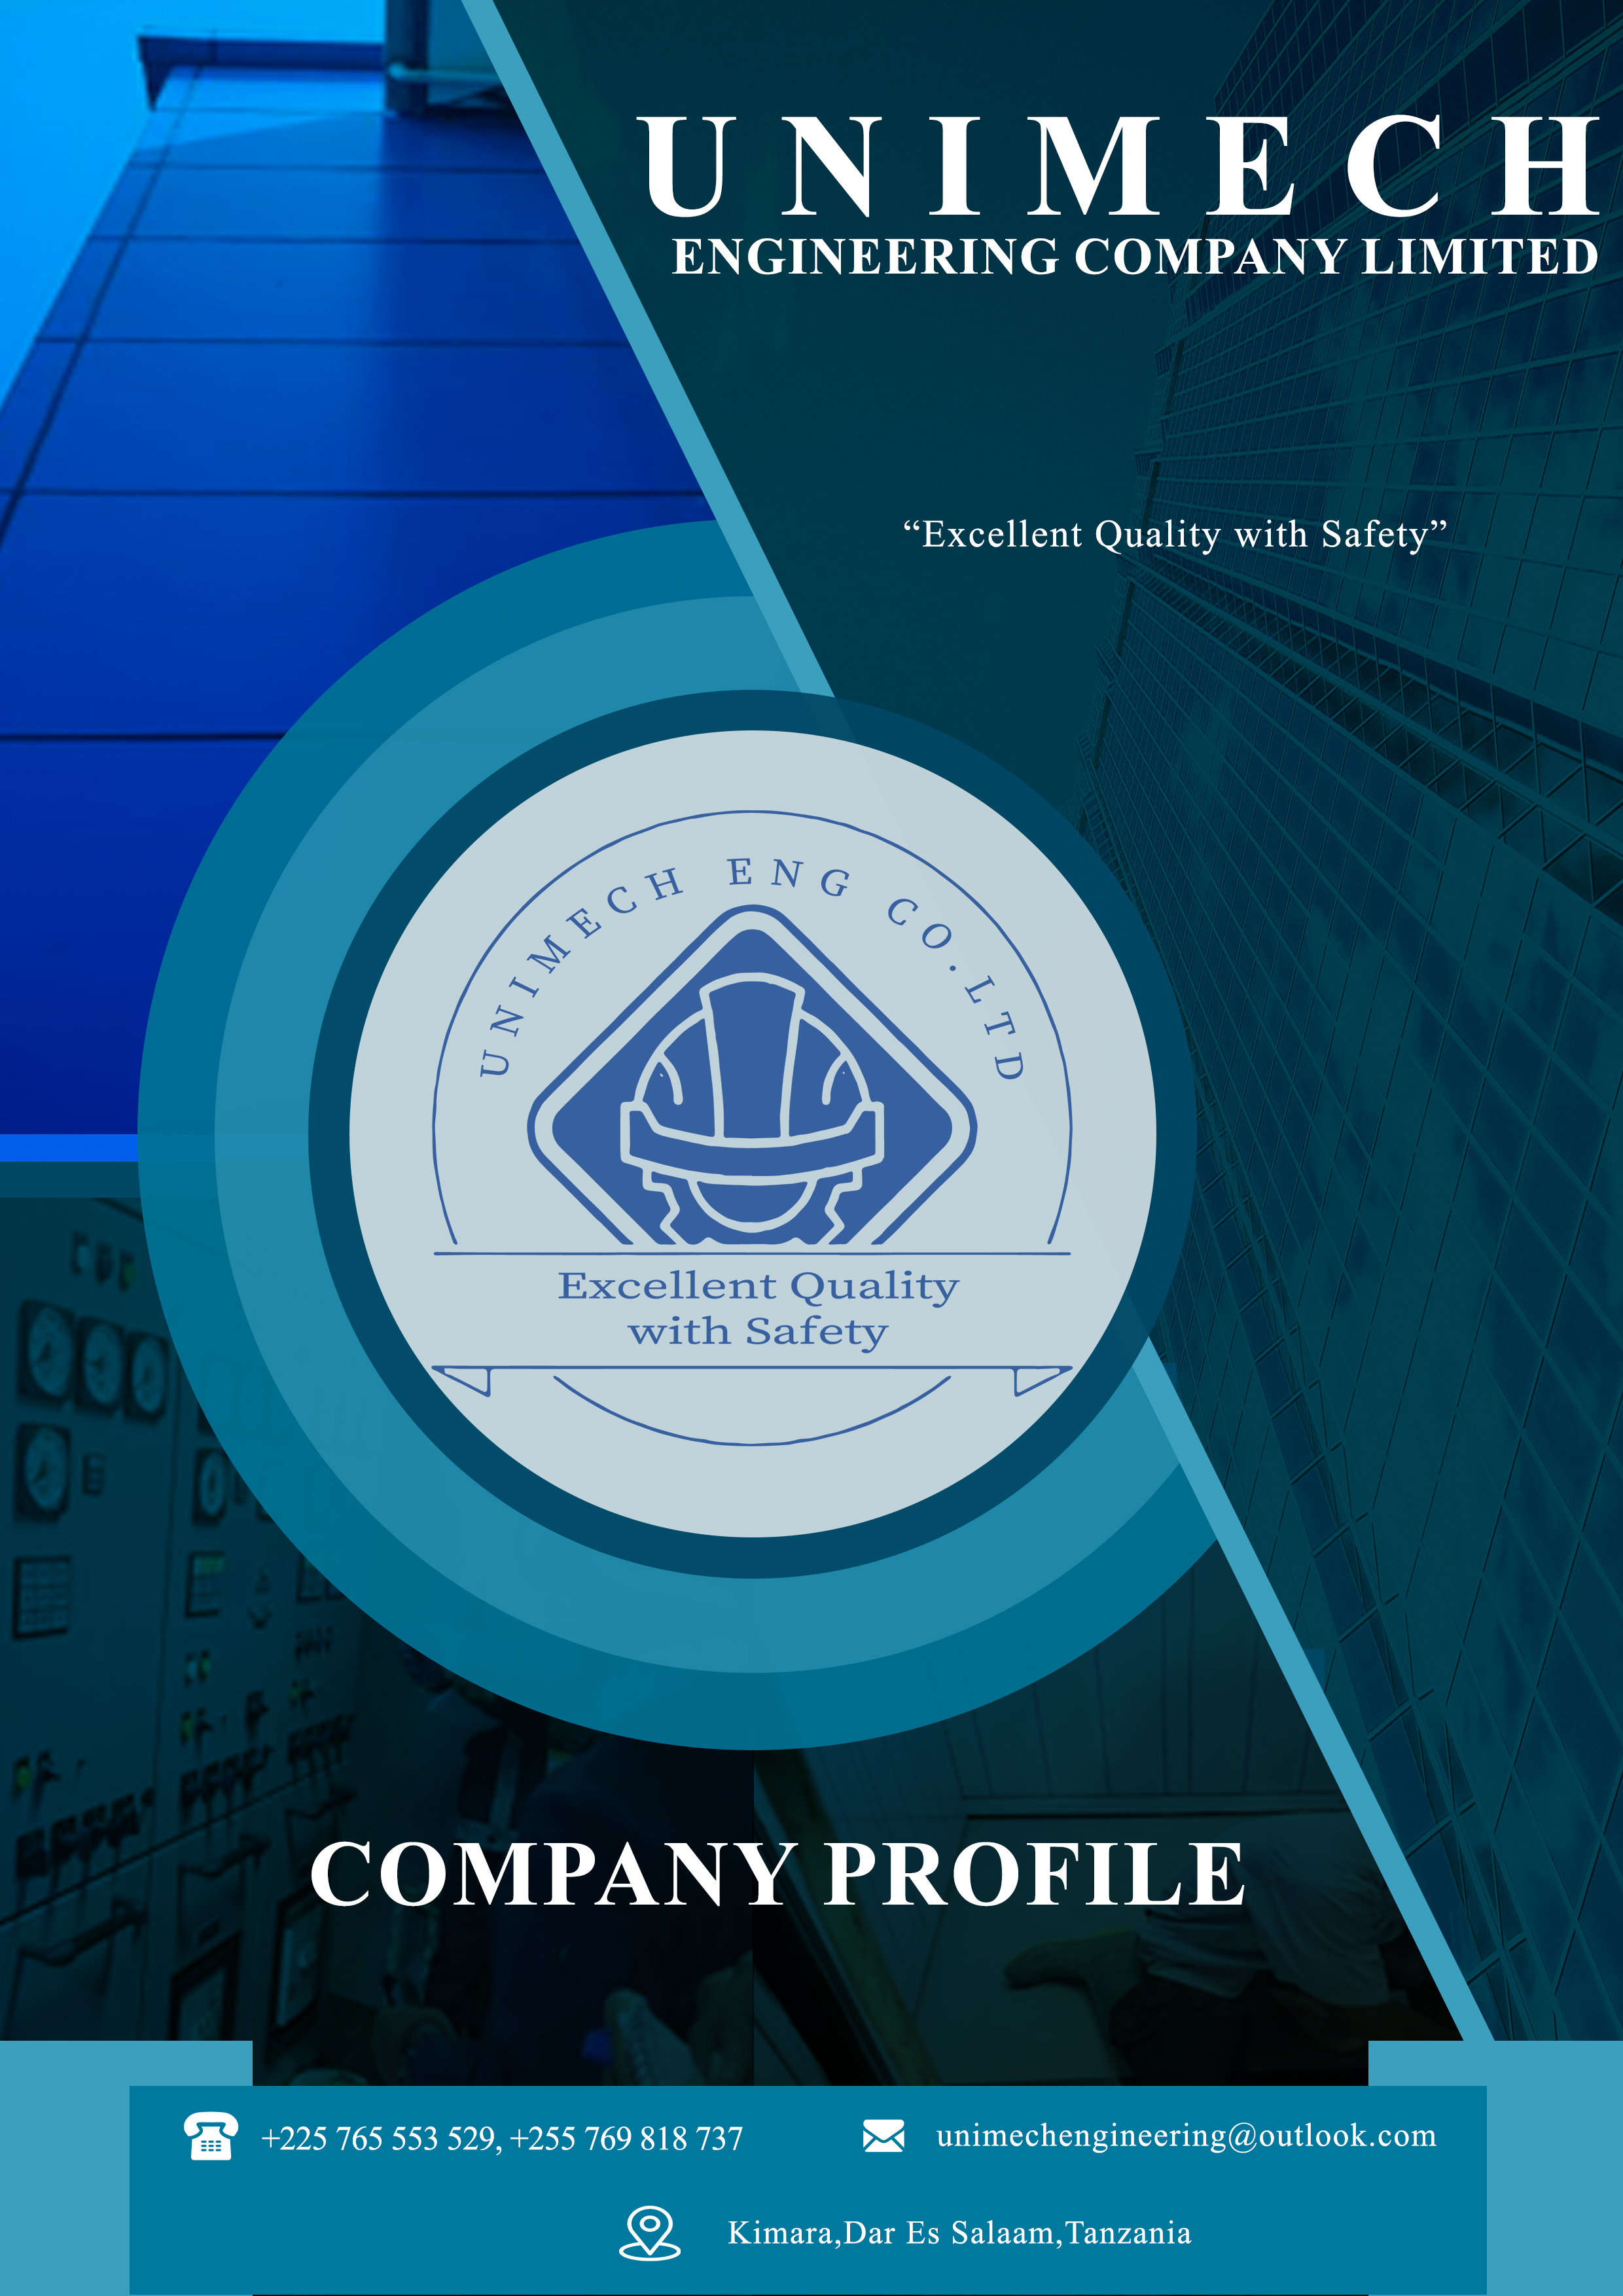 UNIMECH
ENGINEERING COMPANY LIMITED
“Excellent Quality with Safety”
UNIMECH ENG CO.LTD
Excellent Quality
with Safety
COMPANY PROFILE
+225 765 553 529, +255 769 818 737
unimechengineering@outlook.com
Kimara,Dar Es Salaam,Tanzania